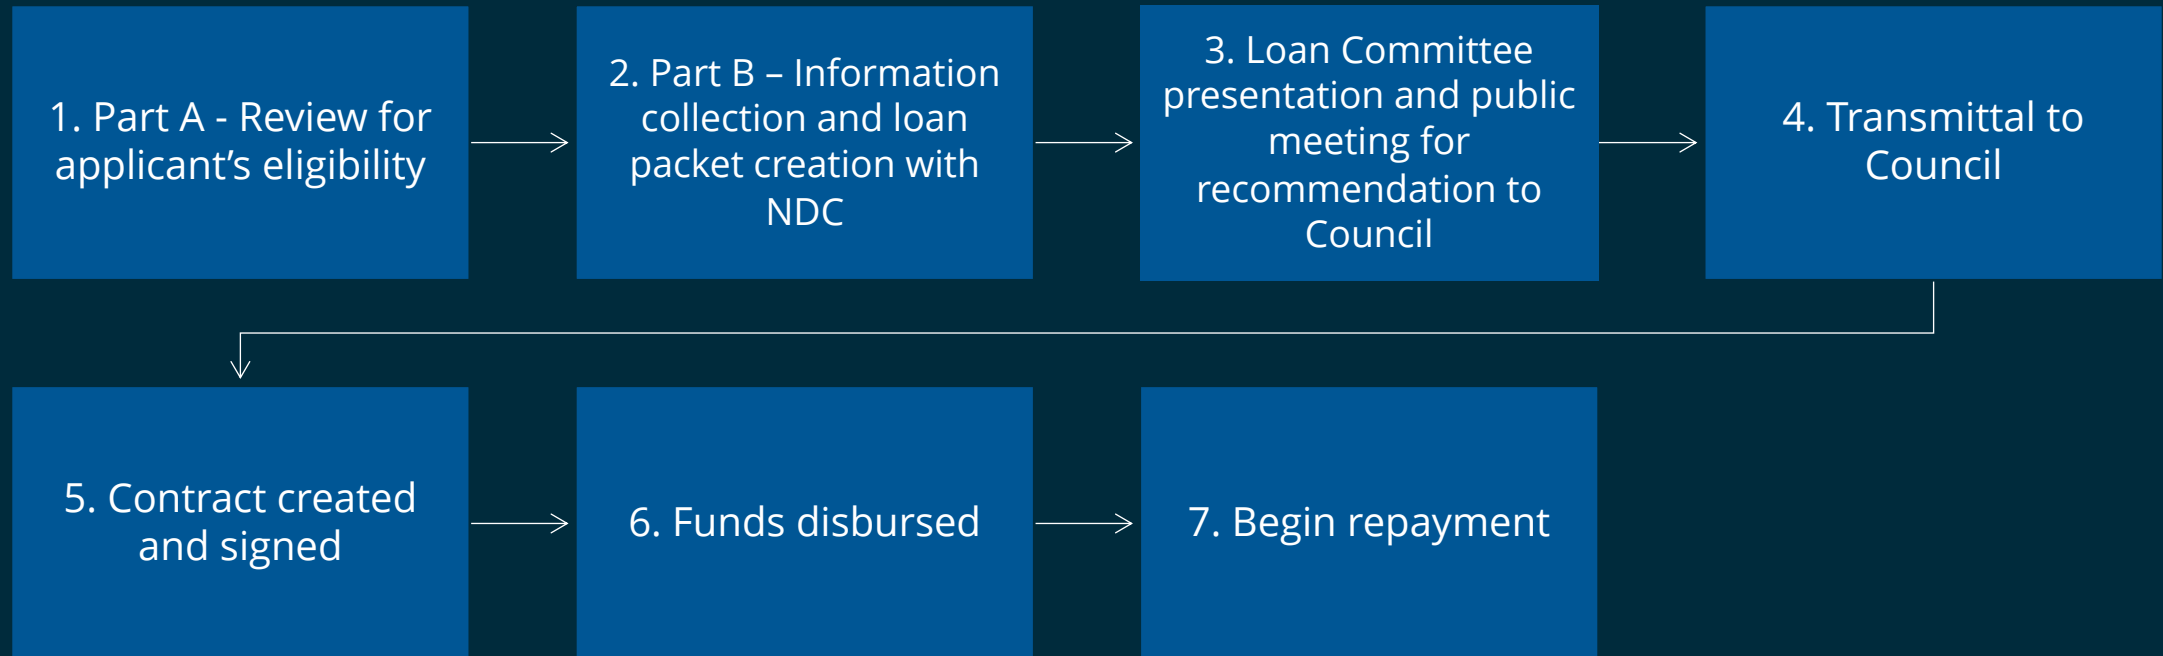 1. Part A - Review for
applicant’s eligibility
2. Part B – Information
collection and loan
packet creation with
NDC
3. Loan Committee
presentation and public
meeting for
recommendation to
Council
4. Transmittal to
Council
5. Contract created
and signed
6. Funds disbursed
7. Begin repayment